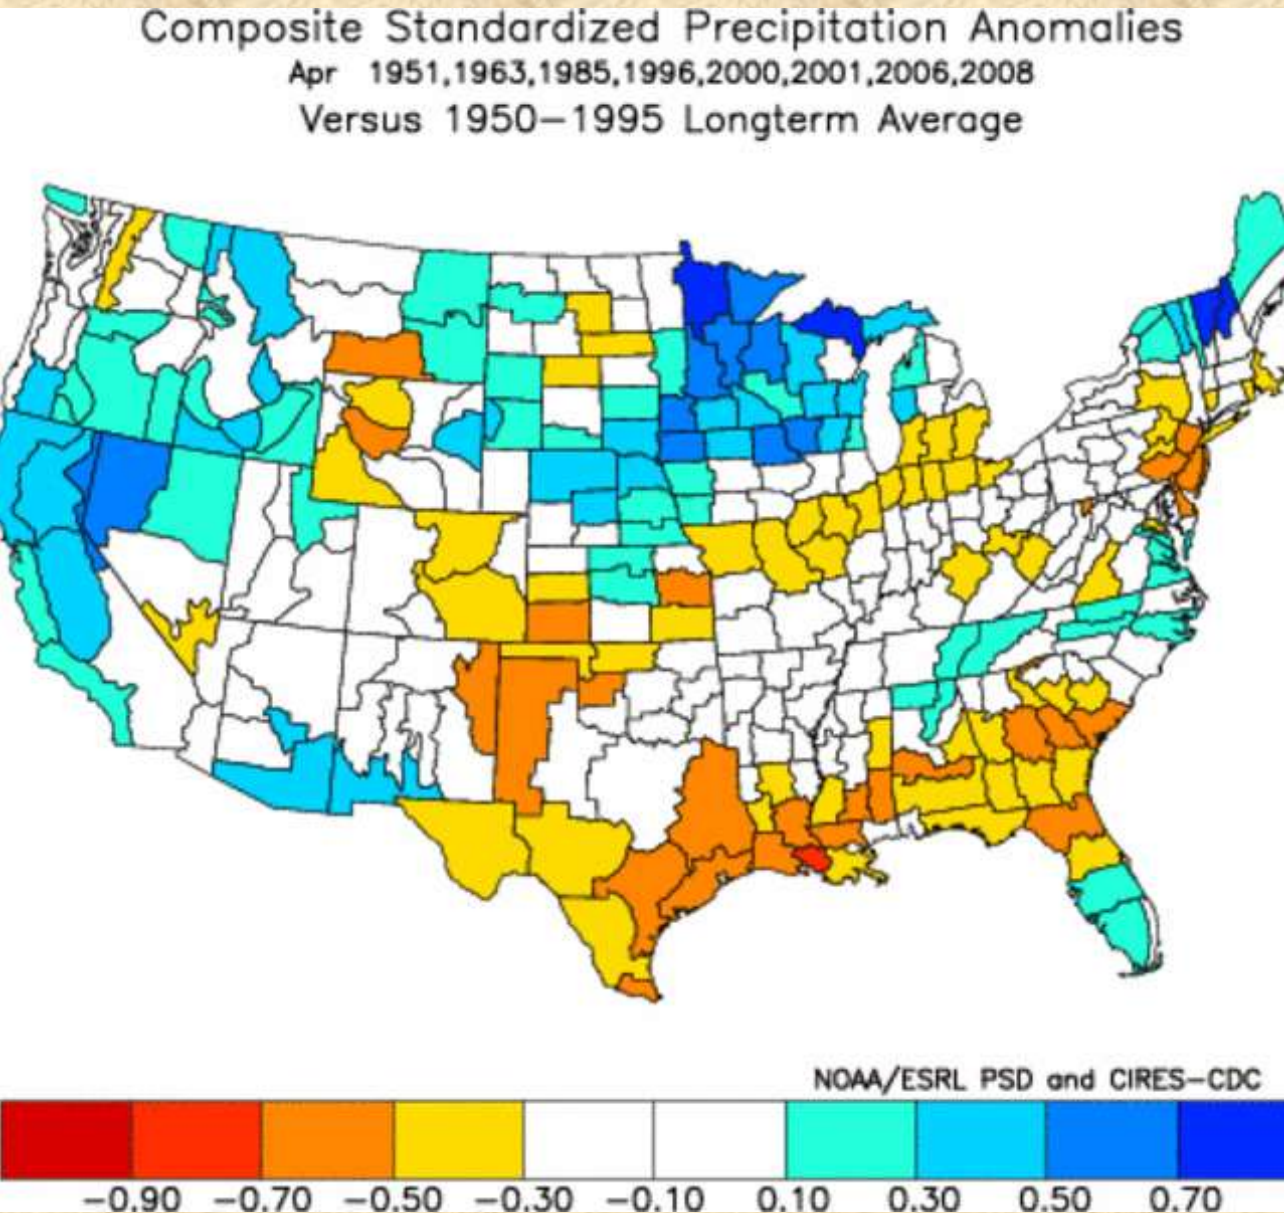 Composite Standardized Precipitation Anomalies
Apr 1951,1963,1985,1996,2000,2001,2006,2008
Versus 1950-1995 Longterm Average
NOAA/ESRL PSD and CIRES-CDC
-0.90 -0.70 -0.50 -0.30 -0.10 0.10 0.30 0.50 0.70